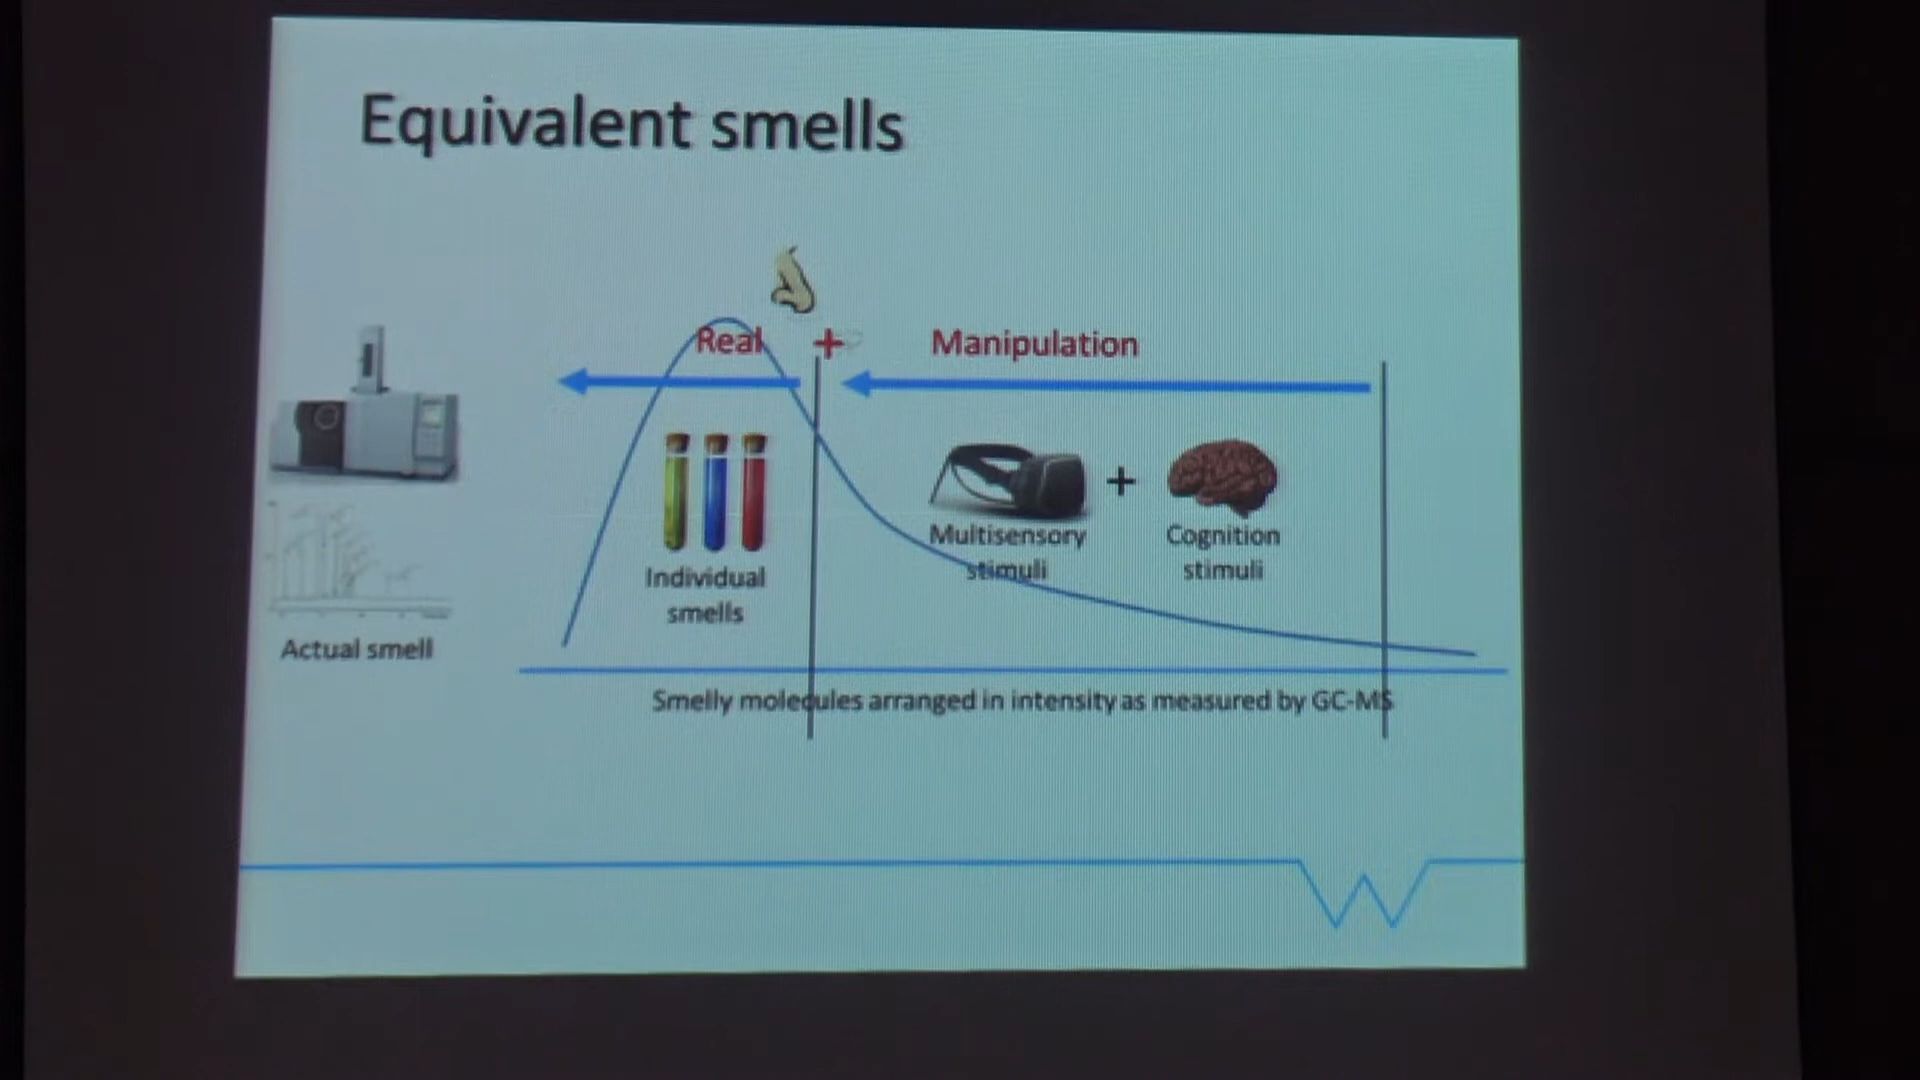 Equivalent smells
Real + Manipulation
+
Multisensory stimuli
Cognition stimuli
Individual smells
Actual smell
Smelly molecules arranged in intensity as measured by GC-MS